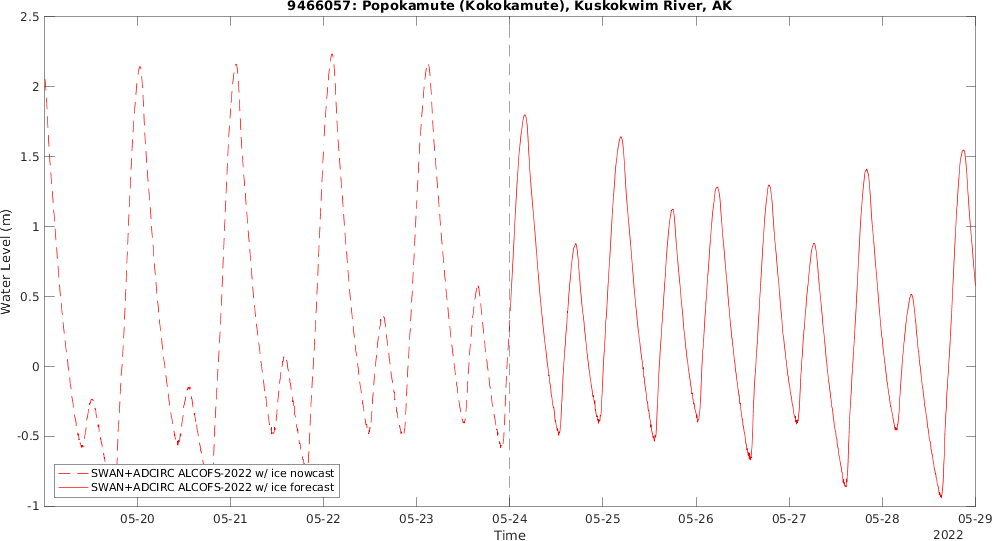 9466057: Popokamute (Kokokamute), Kuskokwim River, AK
2.5
2
1.5
1
0.5
0
-0.5
-1
Water Level (m)
SWAN+ADCIRC ALCOFS-2022 w/ ice nowcast
SWAN+ADCIRC ALCOFS-2022 w/ ice forecast
05-20 05-21 05-22 05-23 05-24 05-25 05-26 05-27 05-28 05-29
Time
2022